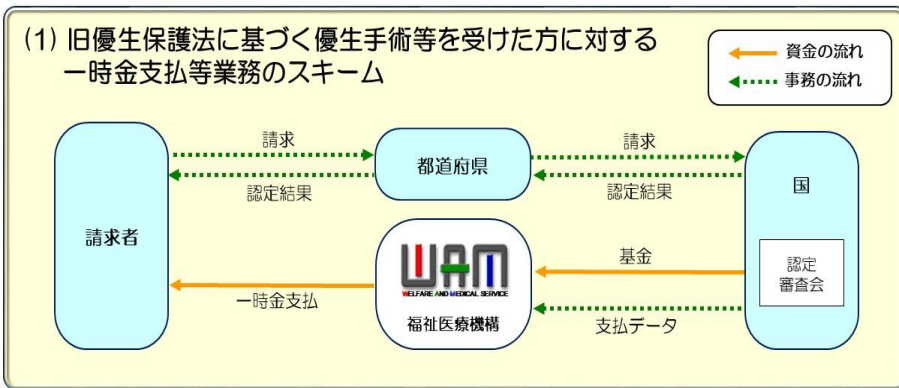 (1) 旧優生保護法に基づく優生手術等を受けた方に対する
一時金支払等業務のスキーム
資金の流れ
事務の流れ
請求
都道府県
請求
国
認定結果
認定結果
請求者
認定
審査会
基金
WAM
WELFARE AND MEDICAL SERVICE
一時金支払
福祉医療機構
支払データ